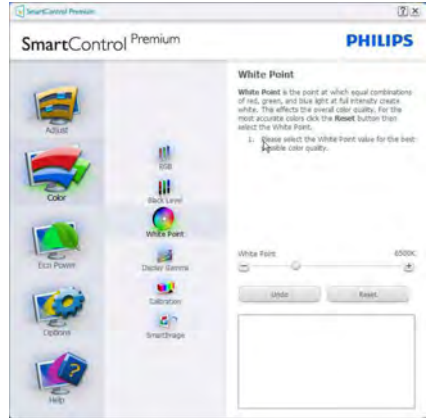 SmartControl Premium
SmartControl Premium
PHILIPS
Adjust
Color
Eco Power
Options
Help
RGB
Black Level
White Point
Display Gamma
Calibration
SmartImage
White Point
White Point is the point at which equal combinations
of red, green, and blue light at full intensity create
white. This effects the overall color quality. For the
most accurate colors click the Reset button then
select the White Point.
1. Please select the White Point value for the best
possible color quality.
White Point
6500K
Undo
Reset